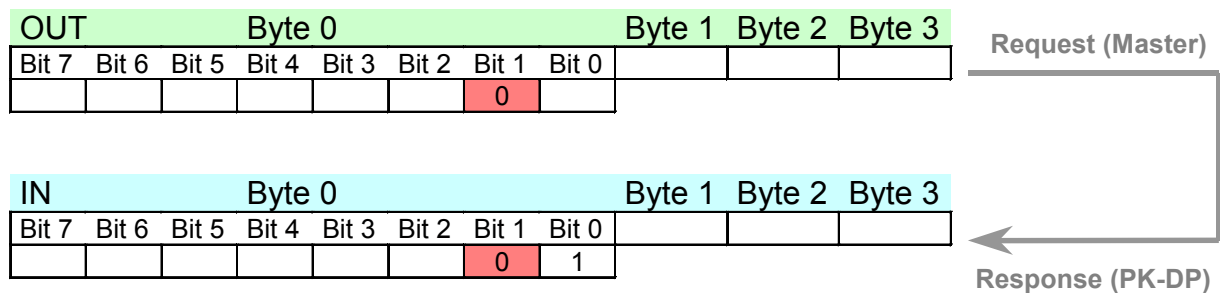 OUT Byte 0 Byte 1 Byte 2 Byte 3
Request (Master)
Bit 7 Bit 6 Bit 5 Bit 4 Bit 3 Bit 2 Bit 1 Bit 0
0
IN Byte 0 Byte 1 Byte 2 Byte 3
Bit 7 Bit 6 Bit 5 Bit 4 Bit 3 Bit 2 Bit 1 Bit 0
0 1
Response (PK-DP)